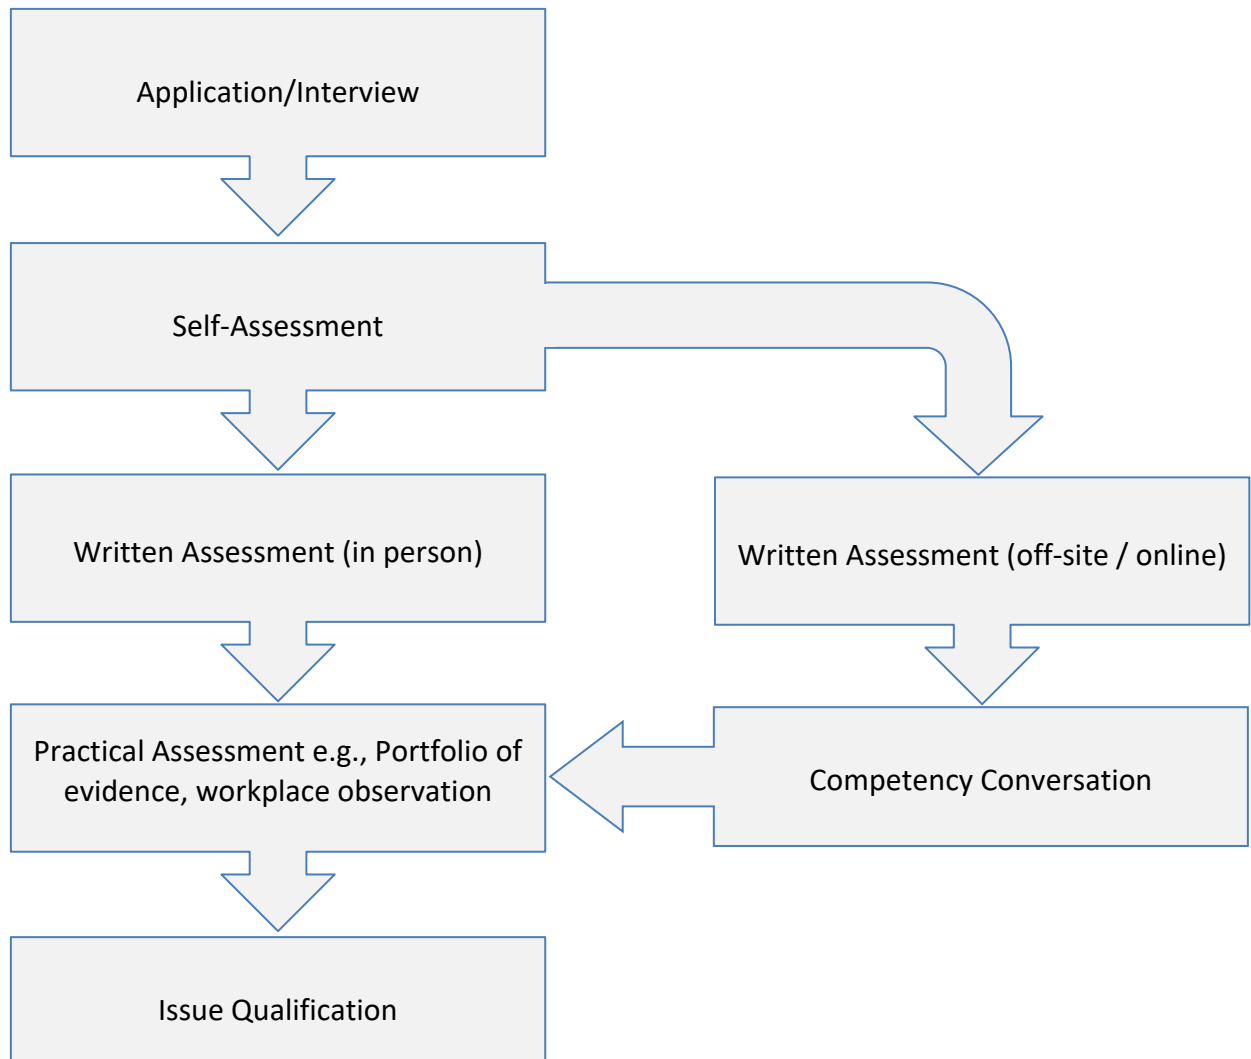 Application/Interview
Self-Assessment
Written Assessment (in person)
Written Assessment (off-site / online)
Practical Assessment e.g., Portfolio of
evidence, workplace observation
Competency Conversation
Issue Qualification